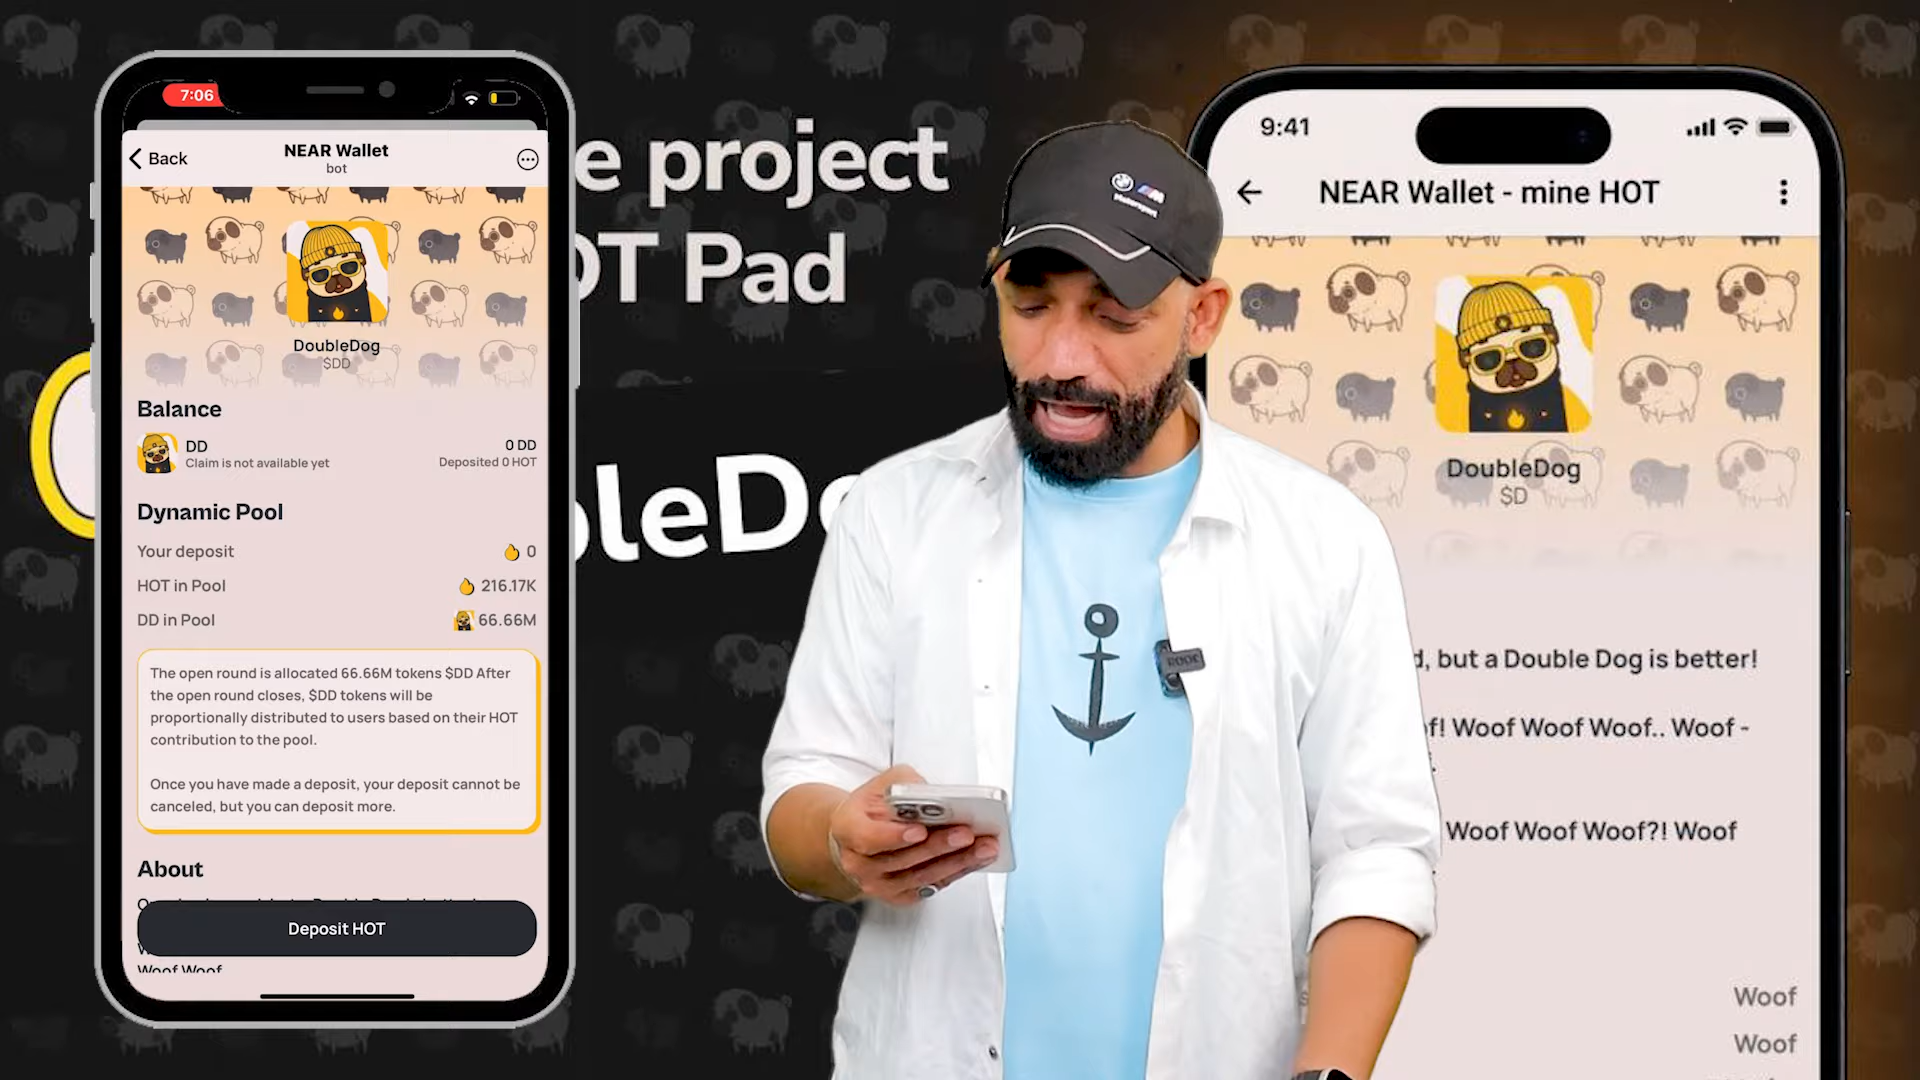 7:06
Back
NEAR Wallet
bot
DoubleDog
$DD
Balance
DD
Claim is not available yet
0 DD
Deposited 0 HOT
Dynamic Pool
Your deposit
0
HOT in Pool
216.17K
DD in Pool
66.66M
The open round is allocated 66.66M tokens $DD After
the open round closes, $DD tokens will be
proportionally distributed to users based on their HOT
contribution to the pool.
Once you have made a deposit, your deposit cannot be
canceled, but you can deposit more.
About
Deposit HOT
Woof Woof
e project
OT Pad
bleDo
RODE
9:41
NEAR Wallet - mine HOT
DoubleDog
$D
d, but a Double Dog is better!
f! Woof Woof Woof.. Woof -
Woof Woof Woof?! Woof
Woof
Woof